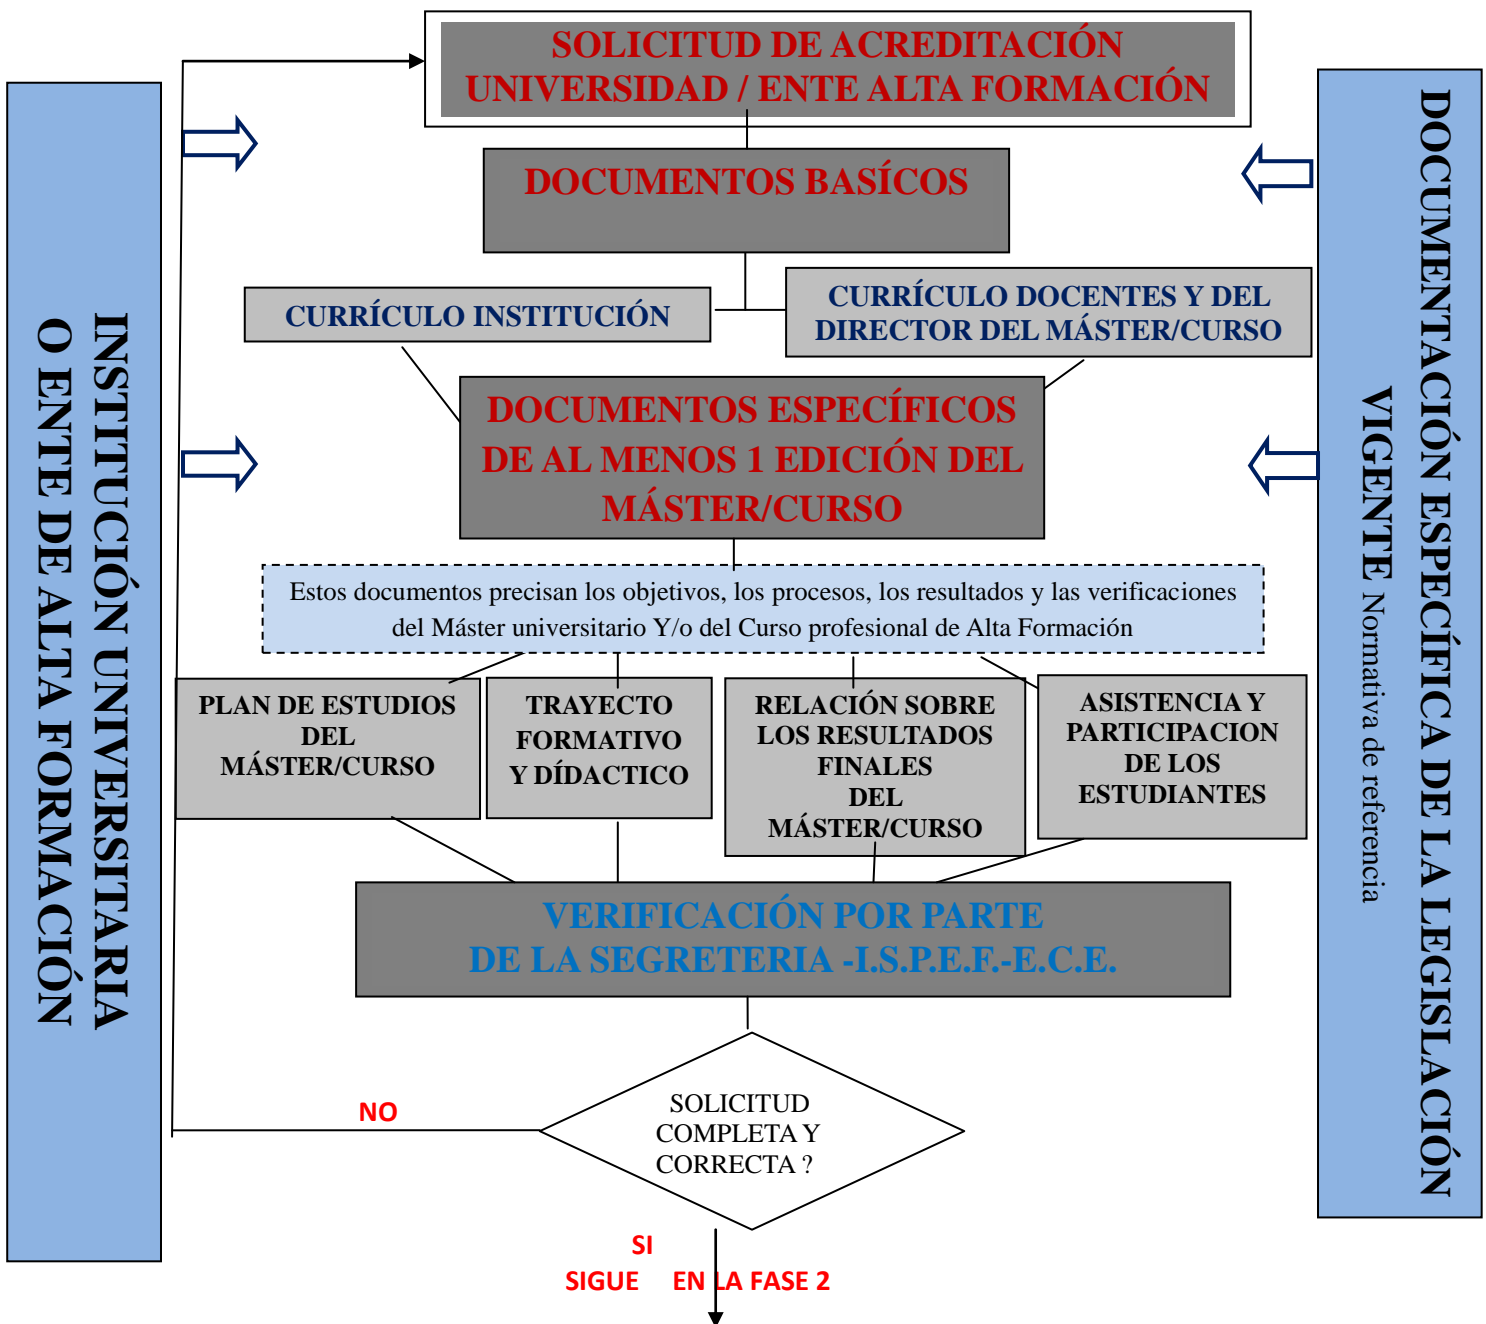 SOLICITUD DE ACREDITACIÓN
UNIVERSIDAD / ENTE ALTA FORMACIÓN
DOCUMENTOS BASÍCOS
CURRÍCULO INSTITUCIÓN
CURRÍCULO DOCENTES Y DEL
DIRECTOR DEL MÁSTER/CURSO
DOCUMENTOS ESPECÍFICOS
DE AL MENOS 1 EDICIÓN DEL
MÁSTER/CURSO
Estos documentos precisan los objetivos, los procesos, los resultados y las verificaciones
del Máster universitario Y/o del Curso profesional de Alta Formación
PLAN DE ESTUDIOS
DEL
MÁSTER/CURSO
TRAYECTO
FORMATIVO
Y DÍDACTICO
RELACIÓN SOBRE
LOS RESULTADOS
FINALES
DEL
MÁSTER/CURSO
ASISTENCIA Y
PARTICIPACION
DE LOS
ESTUDIANTES
VERIFICACIÓN POR PARTE
DE LA SEGRETERIA -I.S.P.E.F.-E.C.E.
SOLICITUD
COMPLETA Y
CORRECTA ?
NO
SI
SIGUE EN LA FASE 2
INSTITUCIÓN UNIVERSITARIA
O ENTE DE ALTA FORMACIÓN
DOCUMENTACIÓN ESPECÍFICA DE LA LEGISLACIÓN
VIGENTE Normativa de referencia